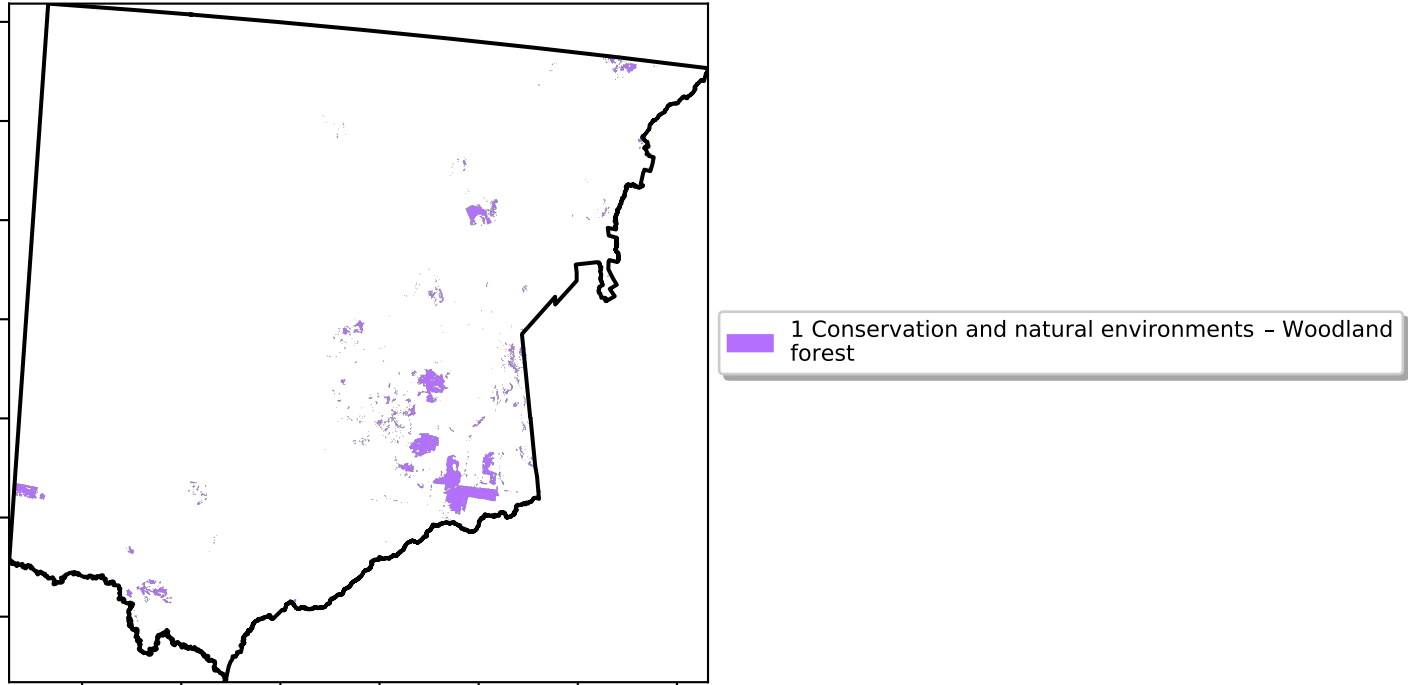 1 Conservation and natural environments – Woodland
forest